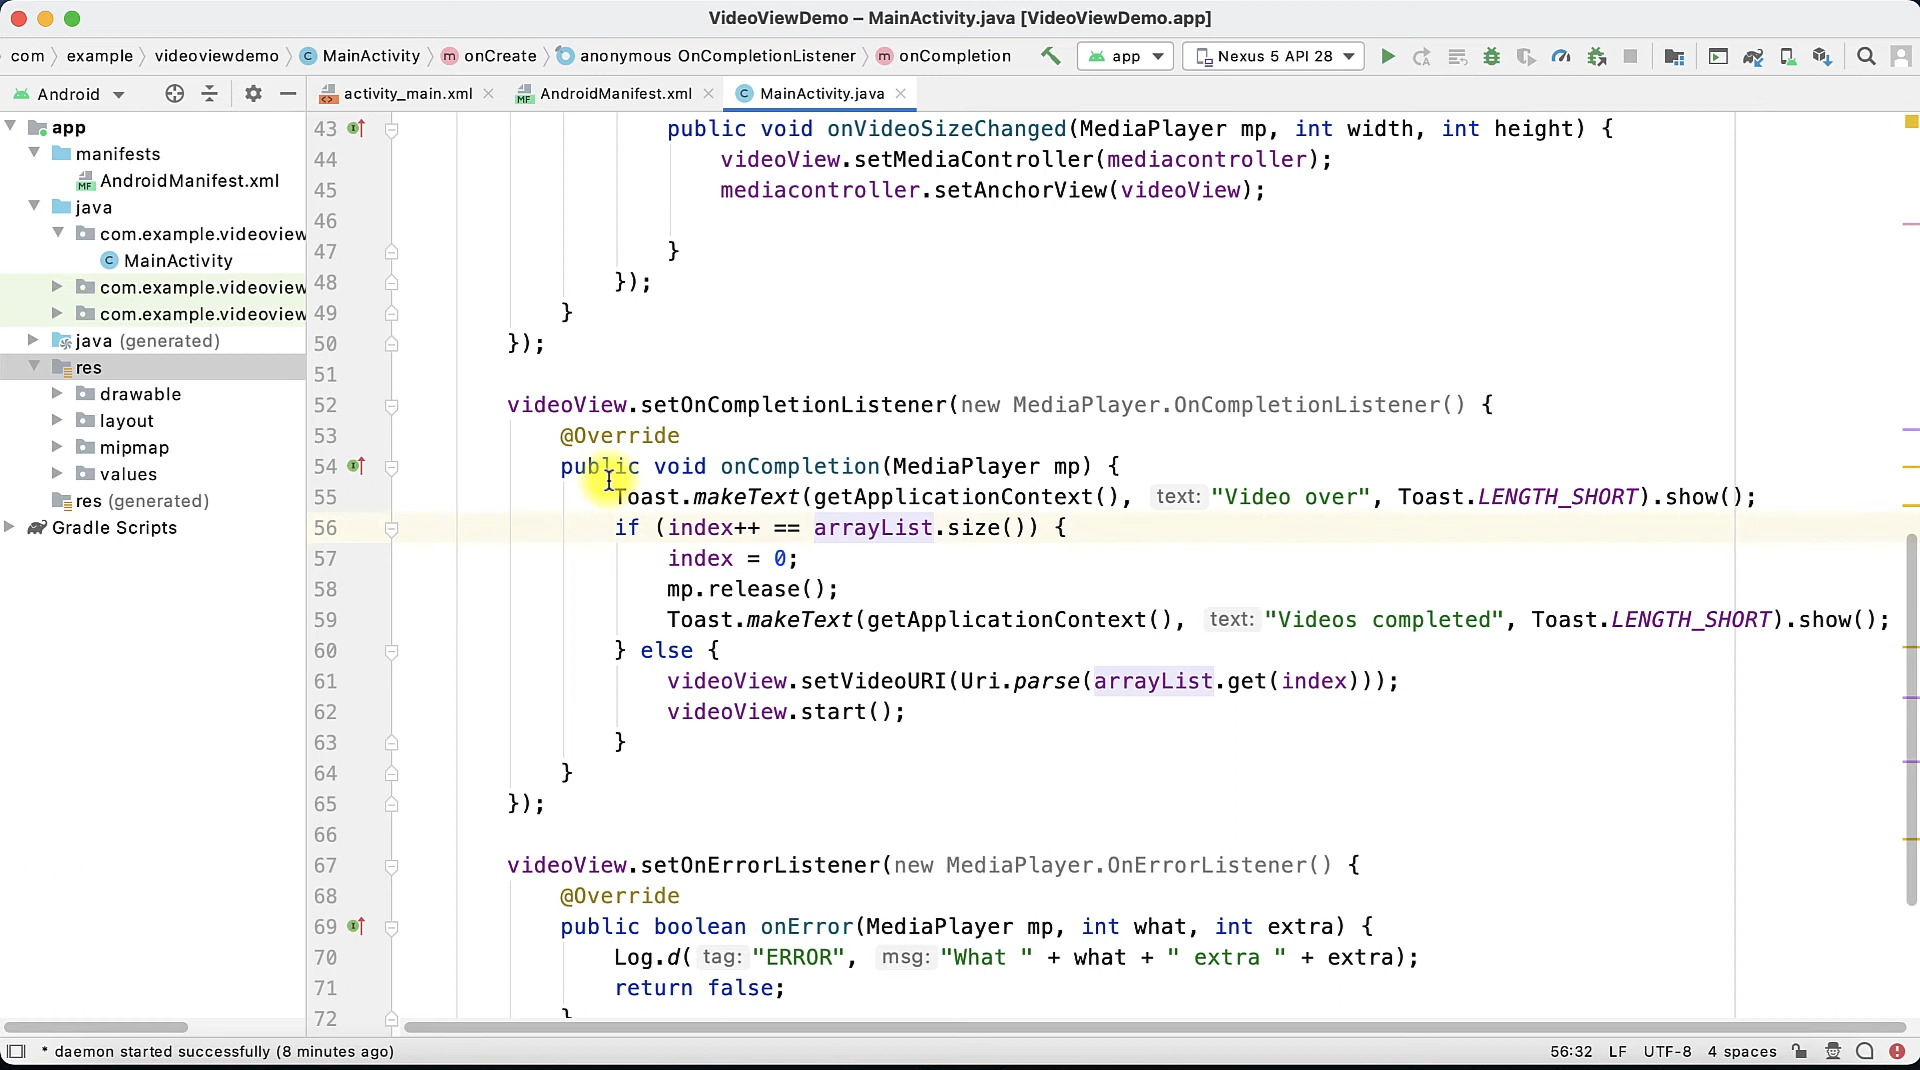 VideoViewDemo – MainActivity.java [VideoViewDemo.app]
com example videoviewdemo MainActivity onCreate anonymous OnCompletionListener onCompletion app Nexus 5 API 28
Android
activity_main.xml AndroidManifest.xml MainActivity.java
app
manifests
AndroidManifest.xml
java
com.example.videoview
MainActivity
com.example.videoview
com.example.videoview
java (generated)
res
drawable
layout
mipmap
values
res (generated)
Gradle Scripts
43 public void onVideoSizeChanged(MediaPlayer mp, int width, int height) {
44 videoView.setMediaController(mediacontroller);
45 mediacontroller.setAnchorView(videoView);
46
47 }
48 });
49 }
50 });
51
52 videoView.setOnCompletionListener(new MediaPlayer.OnCompletionListener() {
53 @Override
54 public void onCompletion(MediaPlayer mp) {
55 Toast.makeText(getApplicationContext(), text: "Video over", Toast.LENGTH_SHORT).show();
56 if (index++ == arrayList.size()) {
57 index = 0;
58 mp.release();
59 Toast.makeText(getApplicationContext(), text: "Videos completed", Toast.LENGTH_SHORT).show();
60 } else {
61 videoView.setVideoURI(Uri.parse(arrayList.get(index)));
62 videoView.start();
63 }
64 }
65 });
66
67 videoView.setOnErrorListener(new MediaPlayer.OnErrorListener() {
68 @Override
69 public boolean onError(MediaPlayer mp, int what, int extra) {
70 Log.d( tag: "ERROR", msg: "What " + what + " extra " + extra);
71 return false;
72 }
* daemon started successfully (8 minutes ago) 56:32 LF UTF-8 4 spaces